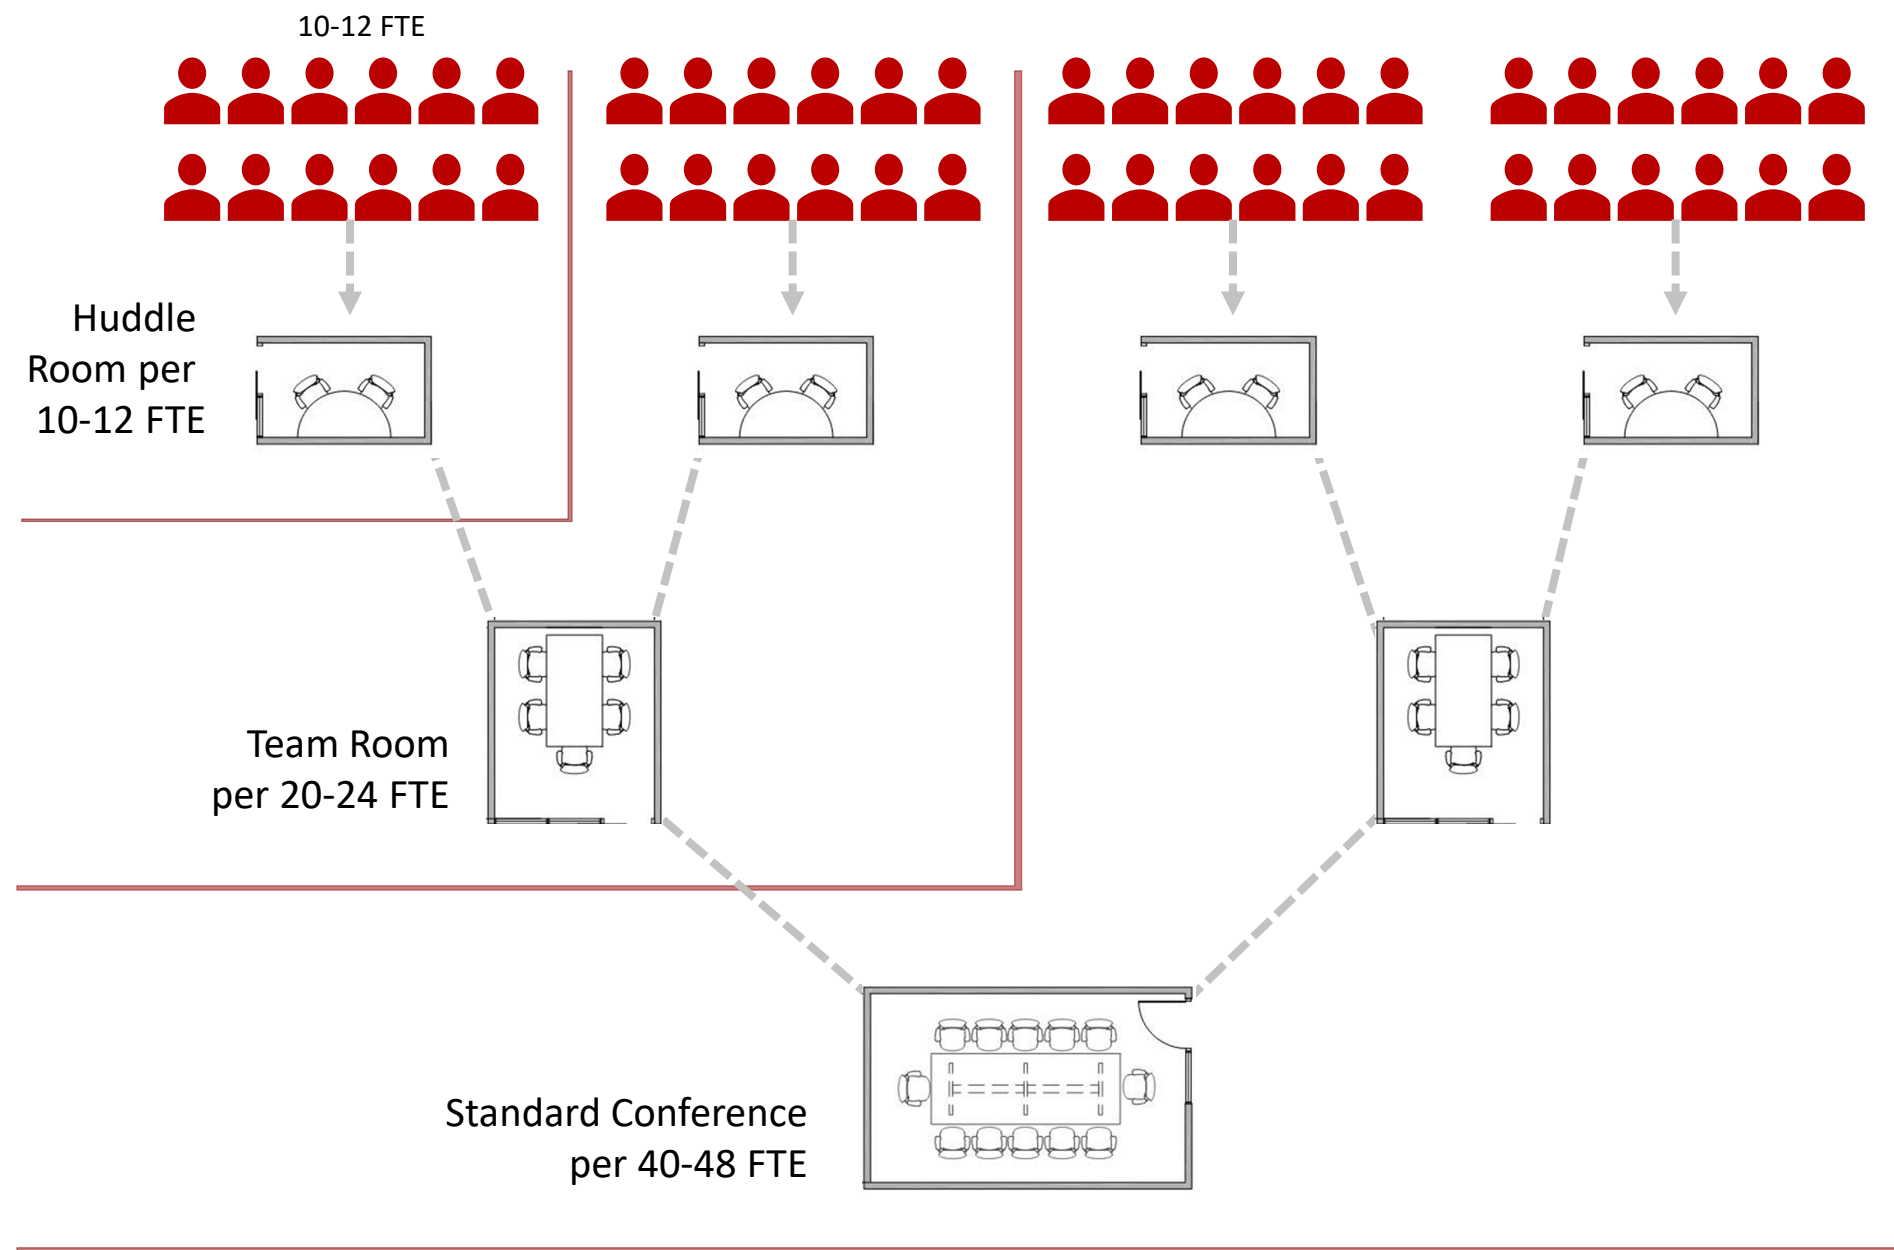 10-12 FTE
Huddle
Room per
10-12 FTE
Team Room
per 20-24 FTE
Standard Conference
per 40-48 FTE